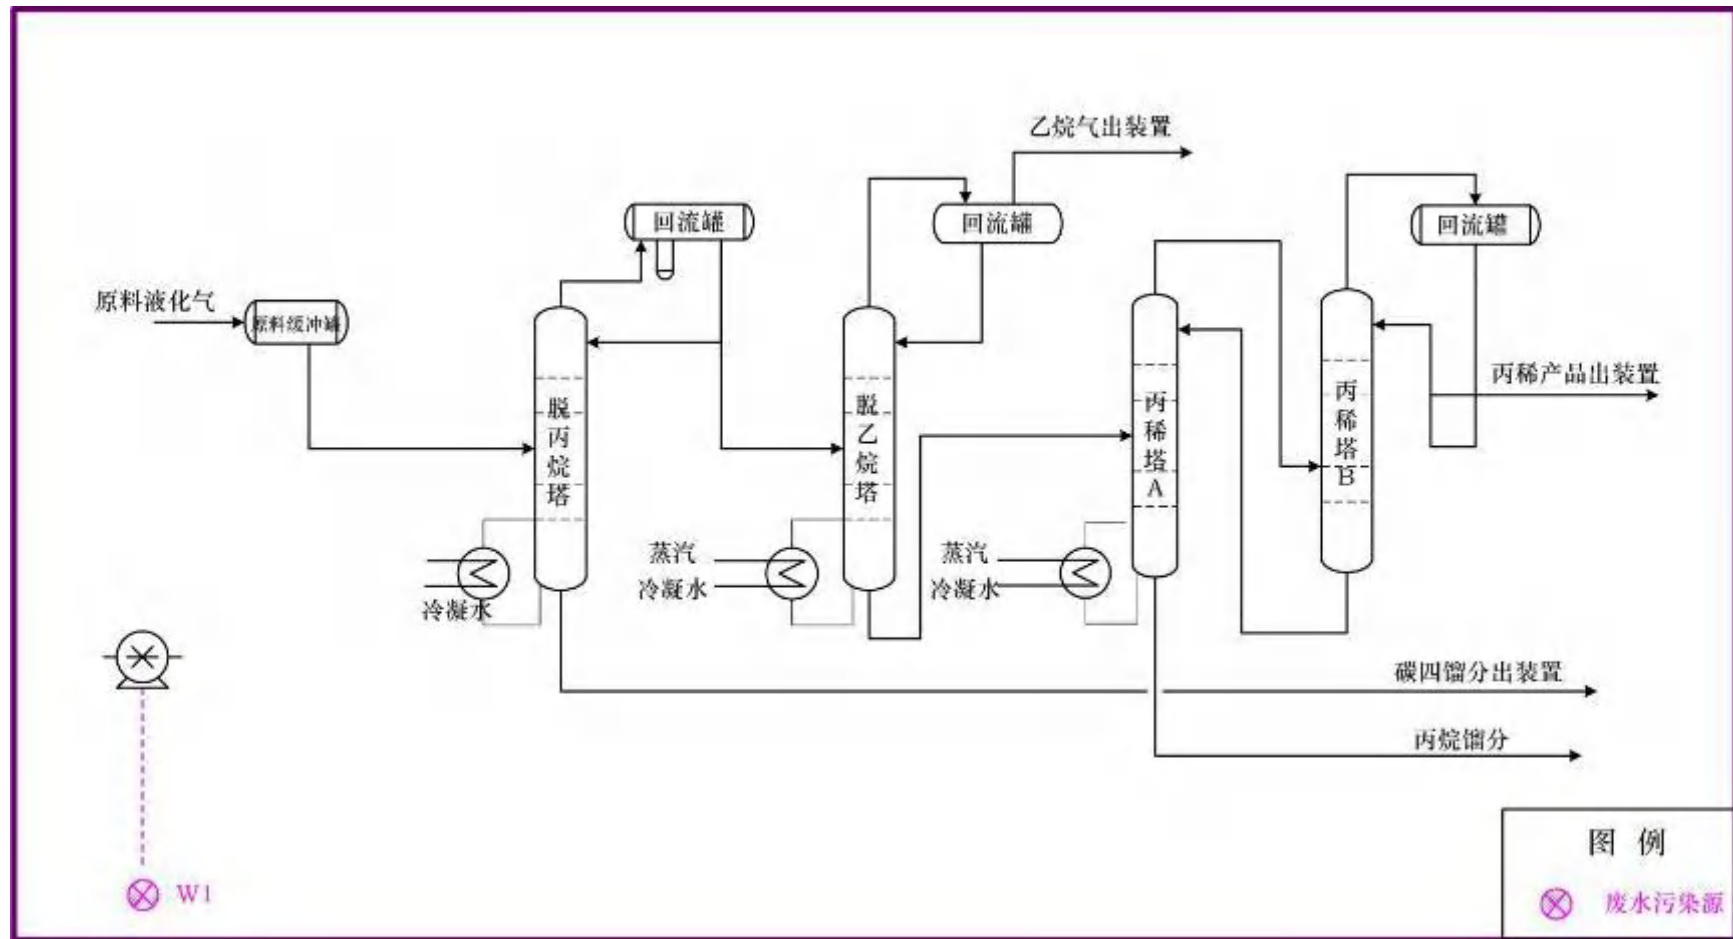 乙烷气出装置
回流罐
回流罐
回流罐
原料液化气
原料缓冲罐
丙稀产品出装置
脱丙烷塔
脱乙烷塔
丙稀塔A
丙稀塔B
蒸汽
蒸汽
冷凝水
冷凝水
冷凝水
碳四馏分出装置
丙烷馏分
图 例
W1
废水污染源